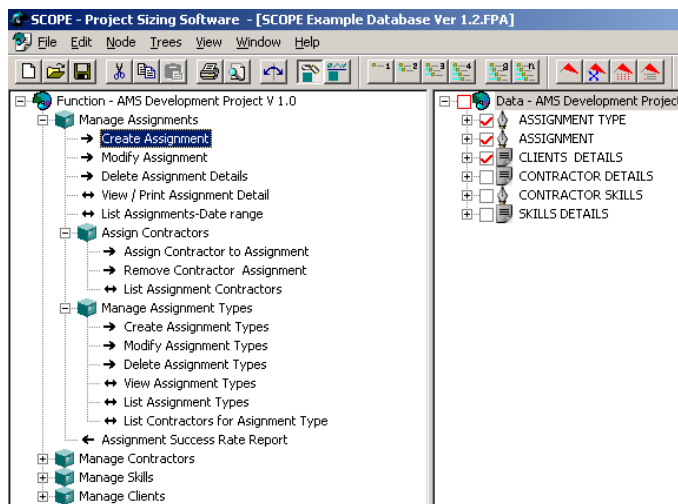 SCOPE - Project Sizing Software - [SCOPE Example Database Ver 1.2.FPA]
File Edit Node Trees View Window Help
Function - AMS Development Project V 1.0
Manage Assignments
Create Assignment
Modify Assignment
Delete Assignment Details
View / Print Assignment Detail
List Assignments-Date range
Assign Contractors
Assign Contractor to Assignment
Remove Contractor Assignment
List Assignment Contractors
Manage Assignment Types
Create Assignment Types
Modify Assignment Types
Delete Assignment Types
View Assignment Types
List Assignment Types
List Contractors for Asignment Type
Assignment Success Rate Report
Manage Contractors
Manage Skills
Manage Clients
Data - AMS Development Project
ASSIGNMENT TYPE
ASSIGNMENT
CLIENTS DETAILS
CONTRACTOR DETAILS
CONTRACTOR SKILLS
SKILLS DETAILS